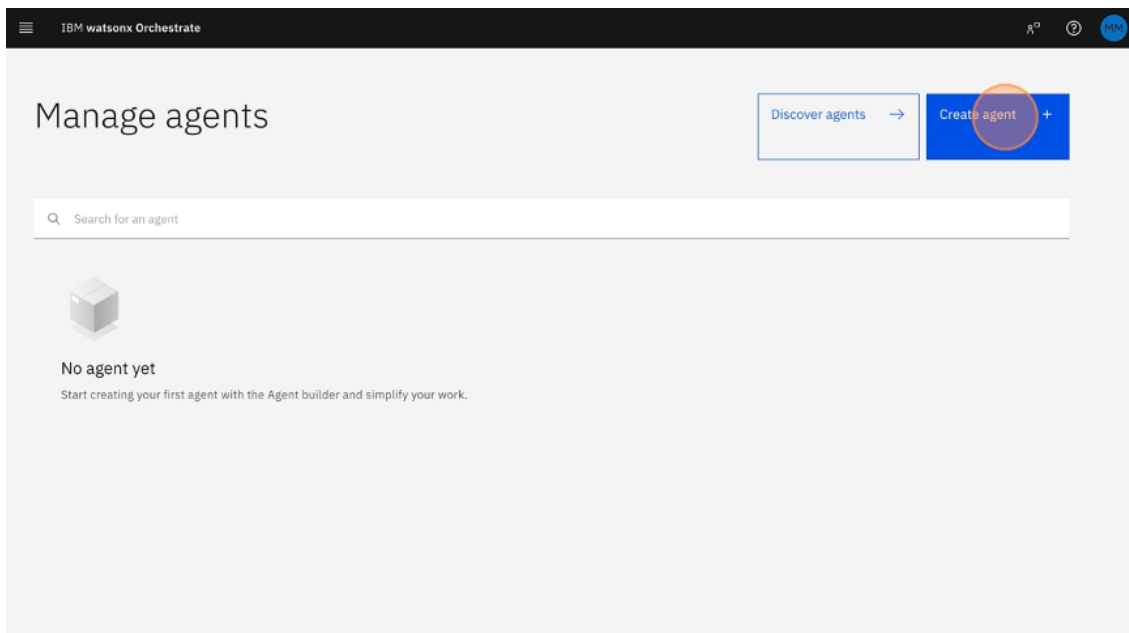 IBM watsonx Orchestrate
MM
Manage agents
Discover agents
Create agent
Search for an agent
No agent yet
Start creating your first agent with the Agent builder and simplify your work.